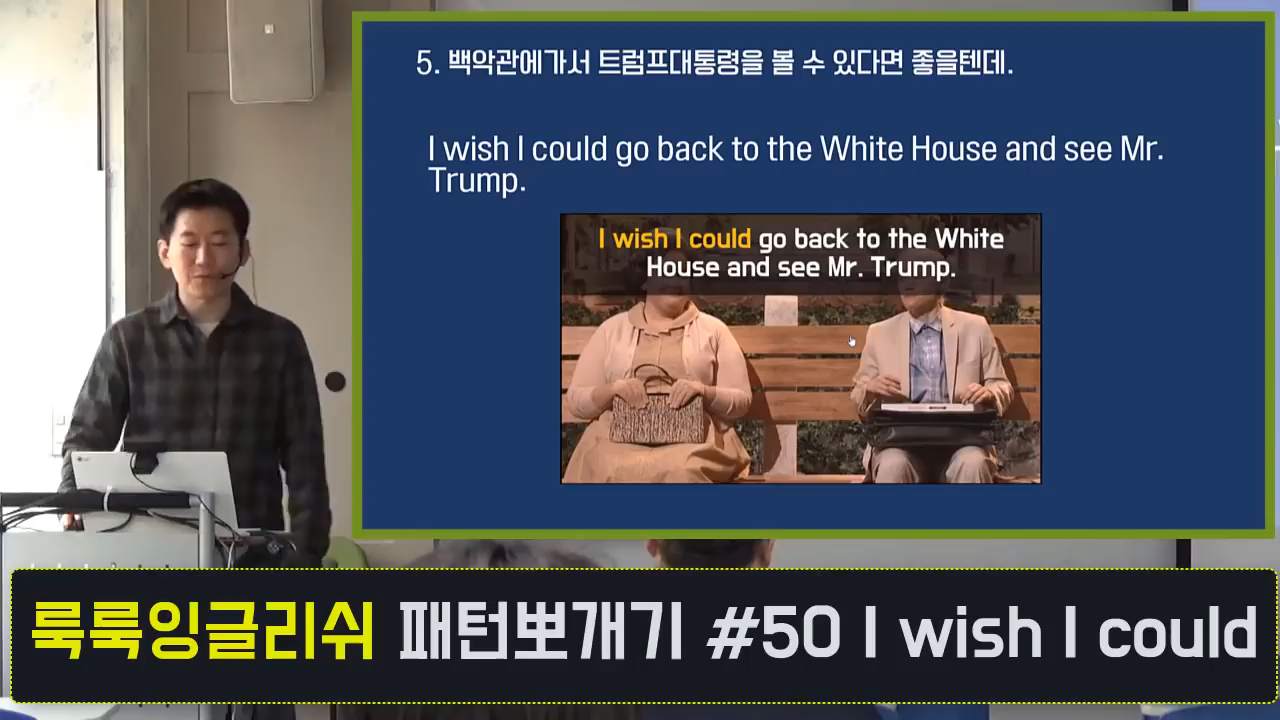 5. 백악관에가서 트럼프대통령을 볼 수 있다면 좋을텐데.
I wish I could go back to the White House and see Mr.
Trump.
I wish I could go back to the White
House and see Mr. Trump.
룩룩잉글리쉬 패턴뽀개기 #50 I wish I could